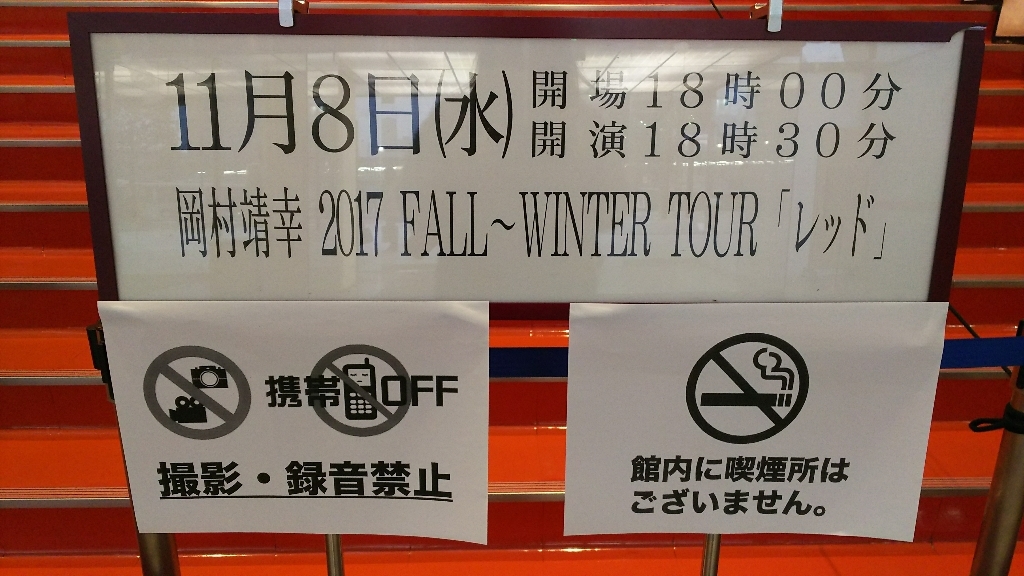 11月8日(水)
開場18時00分
開演18時30分
岡村靖幸 2017 FALL~WINTER TOUR「レッド」
携帯OFF
撮影・録音禁止
館内に喫煙所は
ございません。